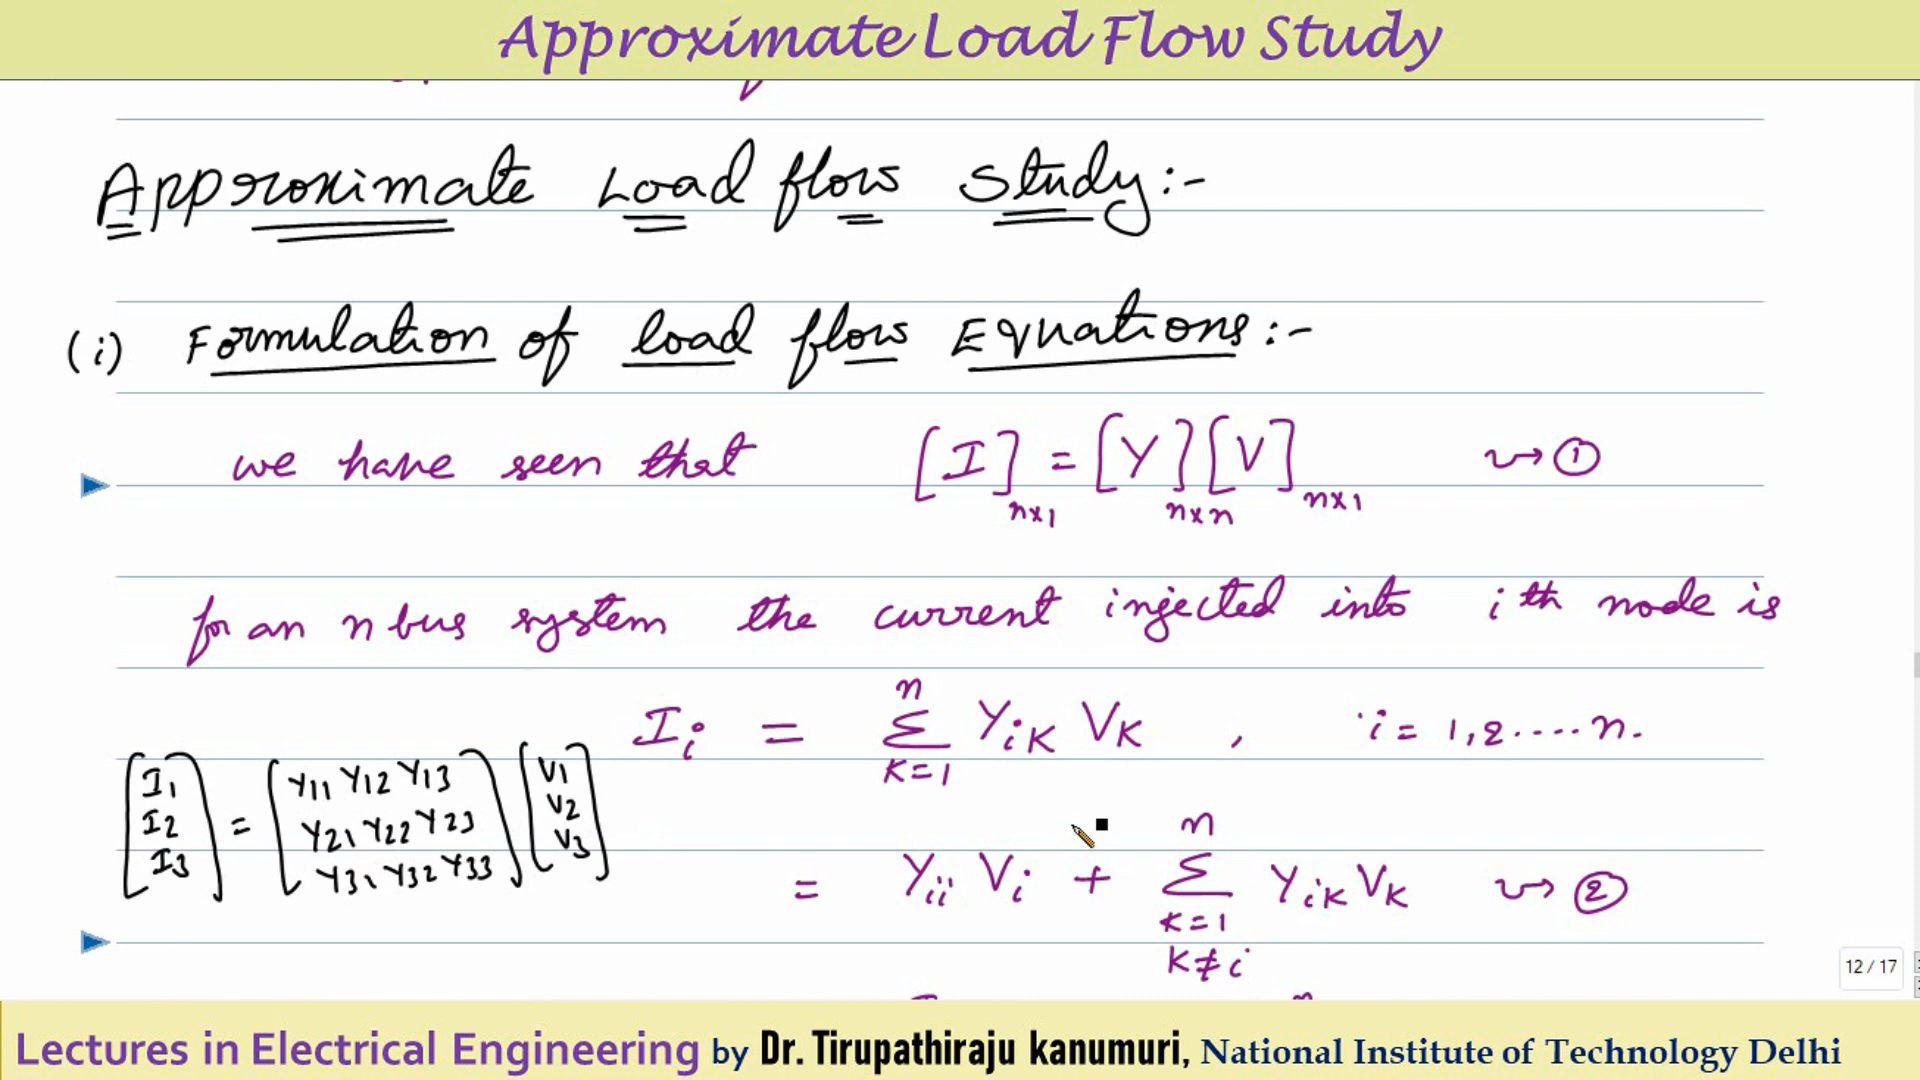 Approximate Load Flow Study
Approximate Load flow Study:-
(i) Formulation of load flow Equations:-
we have seen that [I]n×1 = [Y]n×n [V]n×1 ↝ ①
for an n bus system the current injected into i th node is
Ii = Σ(k=1 to n) Yik Vk , i = 1,2.....n.
[I1 I2 I3] = [Y11 Y12 Y13 Y21 Y22 Y23 Y31 Y32 Y33] [V1 V2 V3]
= Yii Vi + Σ(k=1, k≠i to n) Yik Vk ↝ ②
12 / 17
Lectures in Electrical Engineering by Dr. Tirupathiraju kanumuri, National Institute of Technology Delhi